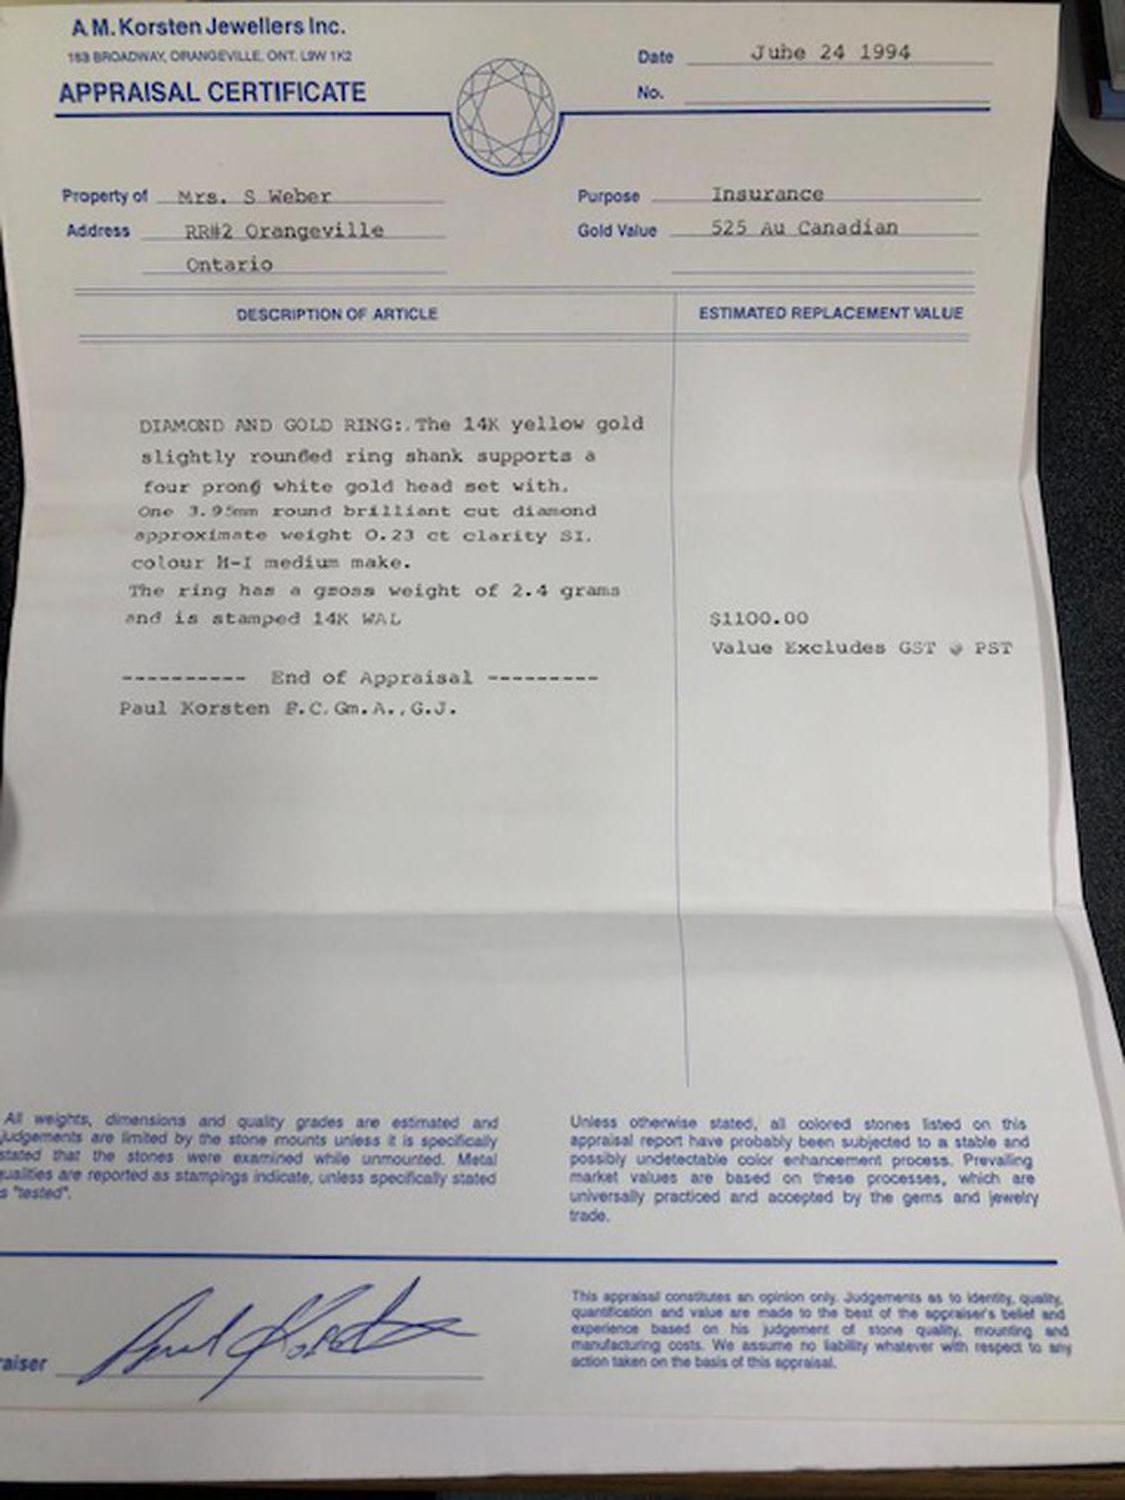 A.M. Korsten Jewellers Inc.
163 BROADWAY, ORANGEVILLE, ONT. L9W 1K2
APPRAISAL CERTIFICATE
Date Juhe 24 1994
No.
Property of Mrs. S Weber
Address RR#2 Orangeville
Ontario
Purpose Insurance
Gold Value 525 Au Canadian
DESCRIPTION OF ARTICLE
ESTIMATED REPLACEMENT VALUE
DIAMOND AND GOLD RING:.The 14K yellow gold
slightly rounded ring shank supports a
four prong white gold head set with.
One 3.95mm round brilliant cut diamond
approximate weight 0.23 ct clarity SI.
colour H-I medium make.
The ring has a gross weight of 2.4 grams
and is stamped 14K WAL
$1100.00
Value Excludes GST PST
---------- End of Appraisal ---------
Paul Korsten F.C.Gm.A.,G.J.
All weights, dimensions and quality grades are estimated and
judgements are limited by the stone mounts unless it is specifically
stated that the stones were examined while unmounted. Metal
qualities are reported as stampings indicate, unless specifically stated
s "tested".
Unless otherwise stated, all colored stones listed on this
appraisal report have probably been subjected to a stable and
possibly undetectable color enhancement process. Prevailing
market values are based on these processes, which are
universally practiced and accepted by the gems and jewelry
trade.
raiser Paul Korsten
This appraisal constitutes an opinion only. Judgements as to identity, quality,
quantification and value are made to the best of the appraiser's belief and
experience based on his judgement of stone quality, mounting and
manufacturing costs. We assume no liability whatever with respect to any
action taken on the basis of this appraisal.